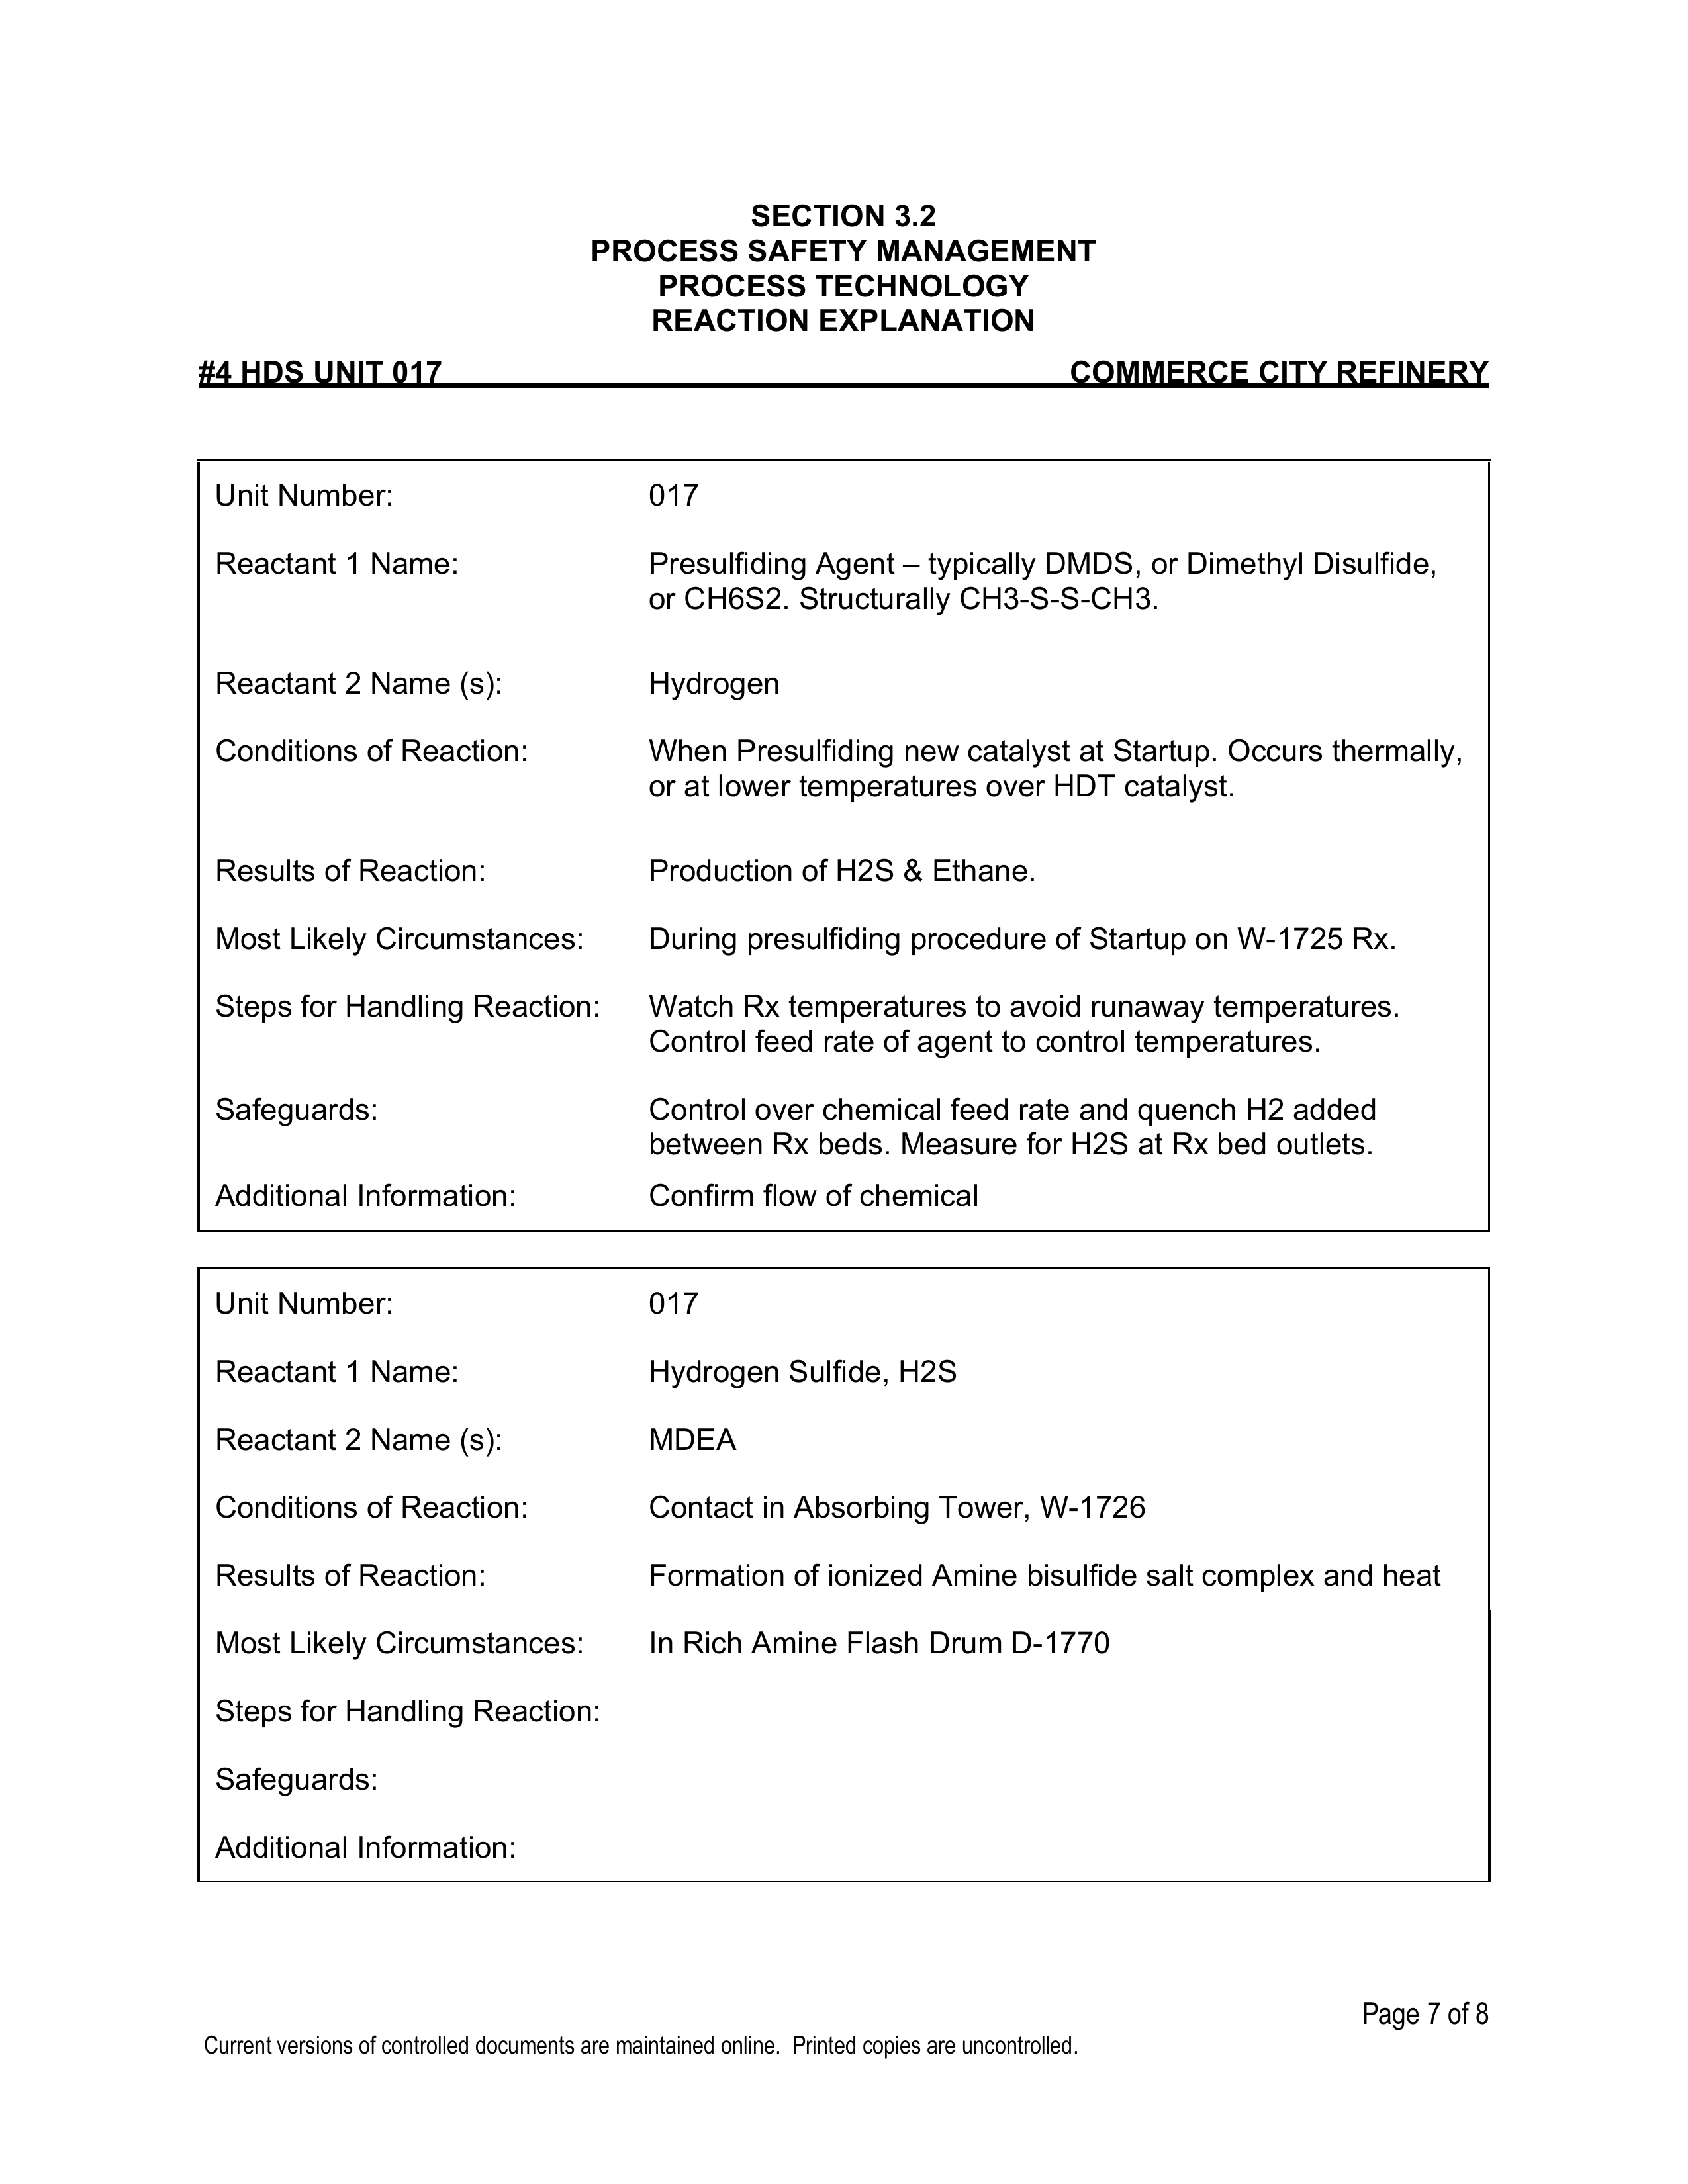 SECTION 3.2
PROCESS SAFETY MANAGEMENT
PROCESS TECHNOLOGY
REACTION EXPLANATION
#4 HDS UNIT 017 COMMERCE CITY REFINERY
Unit Number: 017
Reactant 1 Name: Presulfiding Agent – typically DMDS, or Dimethyl Disulfide,
or CH6S2. Structurally CH3-S-S-CH3.
Reactant 2 Name (s): Hydrogen
Conditions of Reaction: When Presulfiding new catalyst at Startup. Occurs thermally,
or at lower temperatures over HDT catalyst.
Results of Reaction: Production of H2S & Ethane.
Most Likely Circumstances: During presulfiding procedure of Startup on W-1725 Rx.
Steps for Handling Reaction: Watch Rx temperatures to avoid runaway temperatures.
Control feed rate of agent to control temperatures.
Safeguards: Control over chemical feed rate and quench H2 added
between Rx beds. Measure for H2S at Rx bed outlets.
Additional Information: Confirm flow of chemical
Unit Number: 017
Reactant 1 Name: Hydrogen Sulfide, H2S
Reactant 2 Name (s): MDEA
Conditions of Reaction: Contact in Absorbing Tower, W-1726
Results of Reaction: Formation of ionized Amine bisulfide salt complex and heat
Most Likely Circumstances: In Rich Amine Flash Drum D-1770
Steps for Handling Reaction:
Safeguards:
Additional Information:
Page 7 of 8
Current versions of controlled documents are maintained online. Printed copies are uncontrolled.